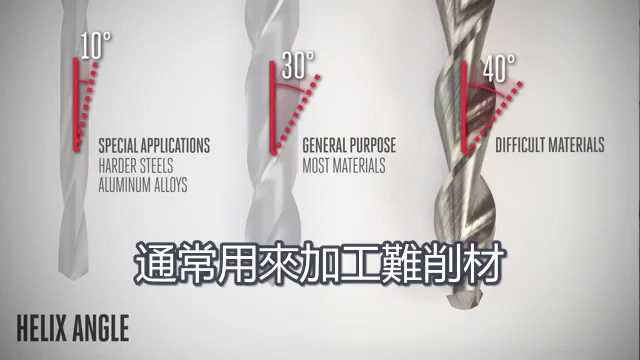 10°
30°
40°
SPECIAL APPLICATIONS
HARDER STEELS
ALUMINUM ALLOYS
GENERAL PURPOSE
MOST MATERIALS
DIFFICULT MATERIALS
通常用來加工難削材
HELIX ANGLE